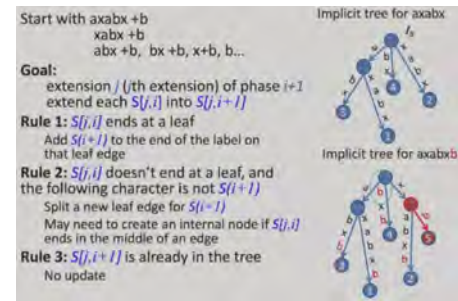 Start with axabx +b
xabx +b
abx +b, bx +b, x+b, b...
Goal:
extension j (jth extension) of phase i+1
extend each S[j,i] into S[j,i+1]
Rule 1: S[j,i] ends at a leaf
Add S(i+1) to the end of the label on
that leaf edge
Rule 2: S[j,i] doesn't end at a leaf, and
the following character is not S(i+1)
Split a new leaf edge for S(i+1)
May need to create an internal node if S[j,i]
ends in the middle of an edge
Rule 3: S[j,i+1] is already in the tree
No update
Implicit tree for axabx
Implicit tree for axabxb